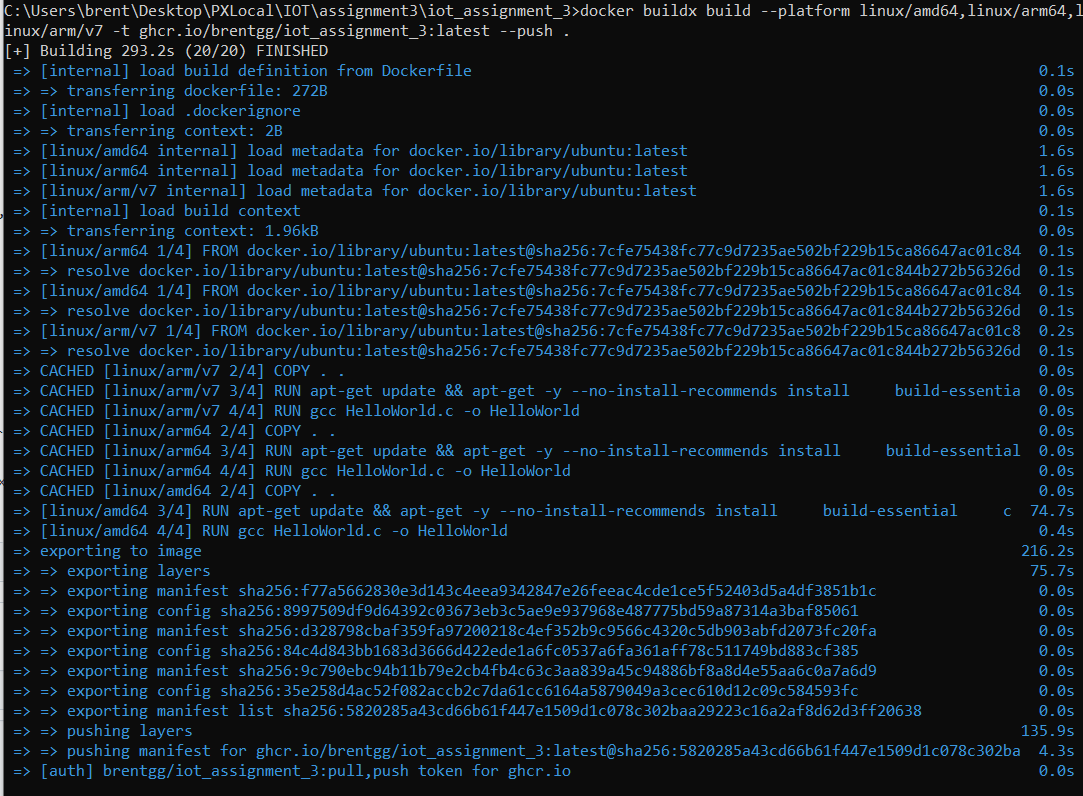 C:\Users\brent\Desktop\PXLocal\IOT\assignment3\iot_assignment_3>docker buildx build --platform linux/amd64,linux/arm64,l
inux/arm/v7 -t ghcr.io/brentgg/iot_assignment_3:latest --push .
[+] Building 293.2s (20/20) FINISHED
=> [internal] load build definition from Dockerfile 0.1s
=> => transferring dockerfile: 272B 0.0s
=> [internal] load .dockerignore 0.0s
=> => transferring context: 2B 0.0s
=> [linux/amd64 internal] load metadata for docker.io/library/ubuntu:latest 1.6s
=> [linux/arm64 internal] load metadata for docker.io/library/ubuntu:latest 1.6s
=> [linux/arm/v7 internal] load metadata for docker.io/library/ubuntu:latest 1.6s
=> [internal] load build context 0.1s
=> => transferring context: 1.96kB 0.0s
=> [linux/arm64 1/4] FROM docker.io/library/ubuntu:latest@sha256:7cfe75438fc77c9d7235ae502bf229b15ca86647ac01c84 0.1s
=> => resolve docker.io/library/ubuntu:latest@sha256:7cfe75438fc77c9d7235ae502bf229b15ca86647ac01c844b272b56326d 0.1s
=> [linux/amd64 1/4] FROM docker.io/library/ubuntu:latest@sha256:7cfe75438fc77c9d7235ae502bf229b15ca86647ac01c84 0.1s
=> => resolve docker.io/library/ubuntu:latest@sha256:7cfe75438fc77c9d7235ae502bf229b15ca86647ac01c844b272b56326d 0.1s
=> [linux/arm/v7 1/4] FROM docker.io/library/ubuntu:latest@sha256:7cfe75438fc77c9d7235ae502bf229b15ca86647ac01c8 0.2s
=> => resolve docker.io/library/ubuntu:latest@sha256:7cfe75438fc77c9d7235ae502bf229b15ca86647ac01c844b272b56326d 0.1s
=> CACHED [linux/arm/v7 2/4] COPY . . 0.0s
=> CACHED [linux/arm/v7 3/4] RUN apt-get update && apt-get -y --no-install-recommends install     build-essentia 0.0s
=> CACHED [linux/arm/v7 4/4] RUN gcc HelloWorld.c -o HelloWorld 0.0s
=> CACHED [linux/arm64 2/4] COPY . . 0.0s
=> CACHED [linux/arm64 3/4] RUN apt-get update && apt-get -y --no-install-recommends install     build-essential 0.0s
=> CACHED [linux/arm64 4/4] RUN gcc HelloWorld.c -o HelloWorld 0.0s
=> CACHED [linux/amd64 2/4] COPY . . 0.0s
=> [linux/amd64 3/4] RUN apt-get update && apt-get -y --no-install-recommends install     build-essential     c 74.7s
=> [linux/amd64 4/4] RUN gcc HelloWorld.c -o HelloWorld 0.4s
=> exporting to image 216.2s
=> => exporting layers 75.7s
=> => exporting manifest sha256:f77a5662830e3d143c4eea9342847e26feeac4cde1ce5f52403d5a4df3851b1c 0.0s
=> => exporting config sha256:8997509df9d64392c03673eb3c5ae9e937968e487775bd59a87314a3baf85061 0.0s
=> => exporting manifest sha256:d328798cbaf359fa97200218c4ef352b9c9566c4320c5db903abfd2073fc20fa 0.0s
=> => exporting config sha256:84c4d843bb1683d3666d422ede1a6fc0537a6fa361aff78c511749bd883cf385 0.0s
=> => exporting manifest sha256:9c790ebc94b11b79e2cb4fb4c63c3aa839a45c94886bf8a8d4e55aa6c0a7a6d9 0.0s
=> => exporting config sha256:35e258d4ac52f082accb2c7da61cc6164a5879049a3cec610d12c09c584593fc 0.0s
=> => exporting manifest list sha256:5820285a43cd66b61f447e1509d1c078c302baa29223c16a2af8d62d3ff20638 0.0s
=> => pushing layers 135.9s
=> => pushing manifest for ghcr.io/brentgg/iot_assignment_3:latest@sha256:5820285a43cd66b61f447e1509d1c078c302ba 4.3s
=> [auth] brentgg/iot_assignment_3:pull,push token for ghcr.io 0.0s